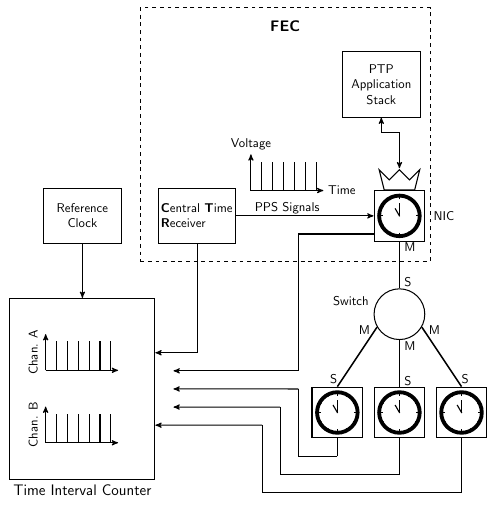 FEC
PTP
Application
Stack
Voltage
Time
PPS Signals
Reference
Clock
Central Time
Receiver
NIC
M
S
Switch
M
M
M
S
S
S
Chan. A
Chan. B
Time Interval Counter